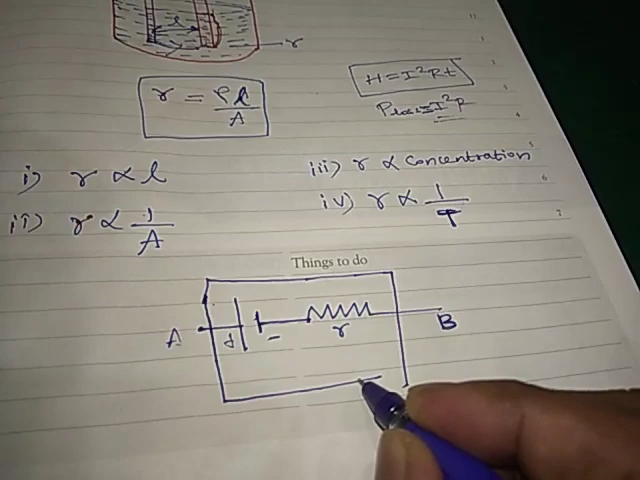 l
r
r = ρl/A
H = I²Rt
Ploss = I²R
i) r ∝ l
iii) r ∝ Concentration
ii) r ∝ 1/A
iv) r ∝ 1/T
Things to do
A + - r B